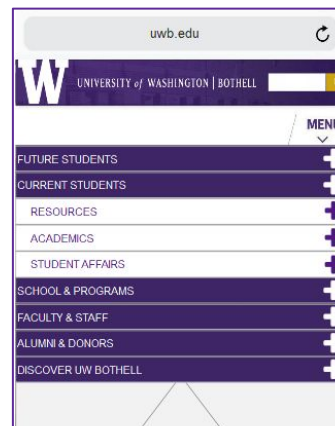 uwb.edu
W UNIVERSITY of WASHINGTON | BOTHELL
MENU
FUTURE STUDENTS
CURRENT STUDENTS
RESOURCES
ACADEMICS
STUDENT AFFAIRS
SCHOOL & PROGRAMS
FACULTY & STAFF
ALUMNI & DONORS
DISCOVER UW BOTHELL